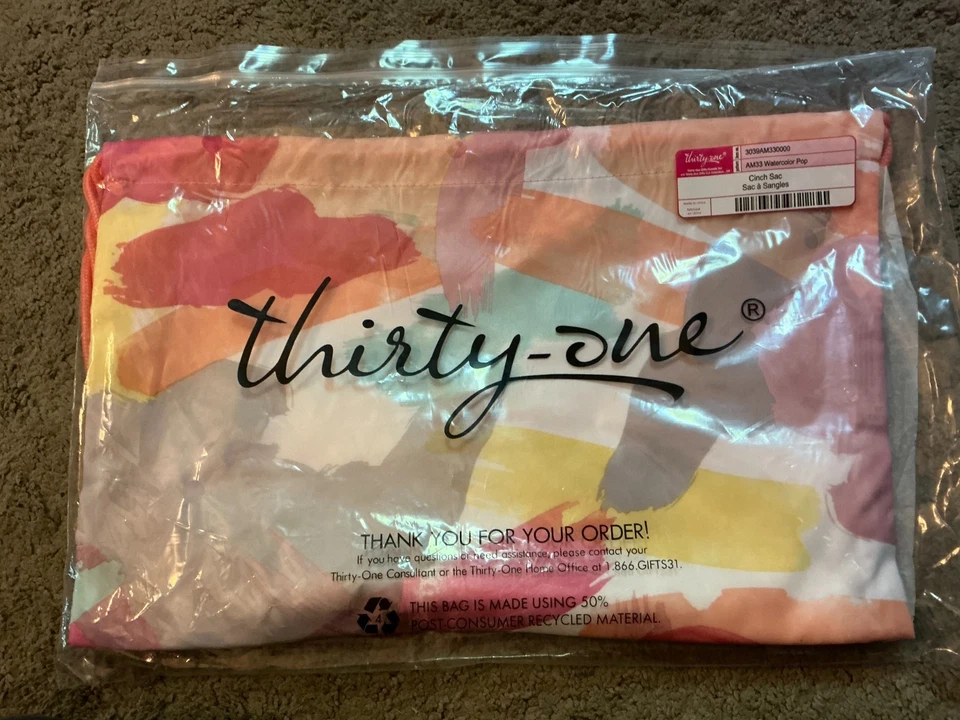 thirty-one®
3039AM330000
AM33 Watercolor Pop
Cinch Sac
Sac à Sangles
thirty-one®
THANK YOU FOR YOUR ORDER!
If you have questions or need assistance, please contact your
Thirty-One Consultant or the Thirty-One Home Office at 1.866.GIFTS31.
4
THIS BAG IS MADE USING 50%
POST-CONSUMER RECYCLED MATERIAL.